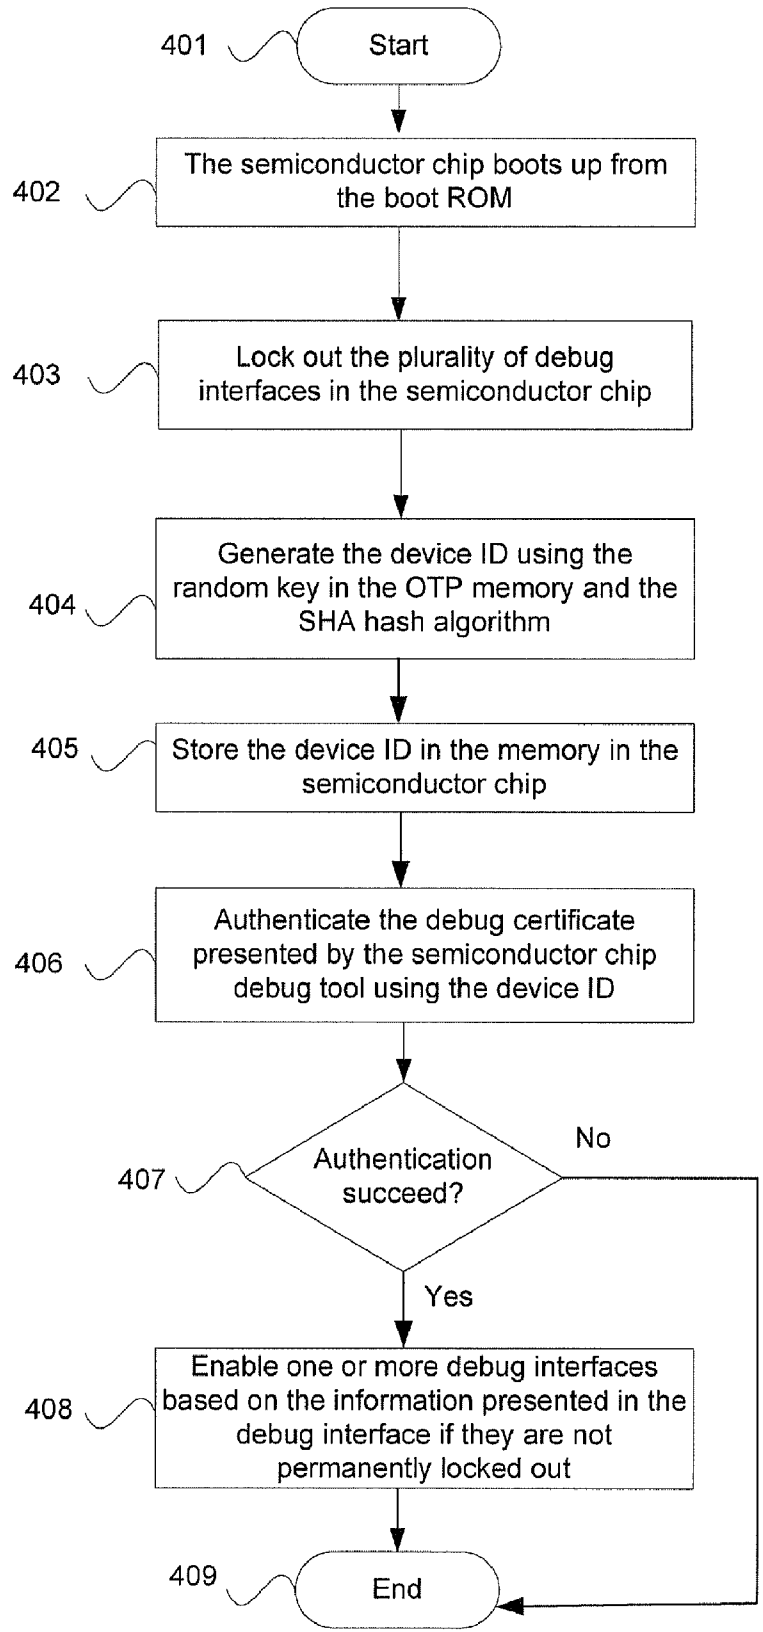 401
Start
402
The semiconductor chip boots up from
the boot ROM
403
Lock out the plurality of debug
interfaces in the semiconductor chip
404
Generate the device ID using the
random key in the OTP memory and the
SHA hash algorithm
405
Store the device ID in the memory in the
semiconductor chip
406
Authenticate the debug certificate
presented by the semiconductor chip
debug tool using the device ID
407
Authentication
succeed?
No
Yes
408
Enable one or more debug interfaces
based on the information presented in the
debug interface if they are not
permanently locked out
409
End